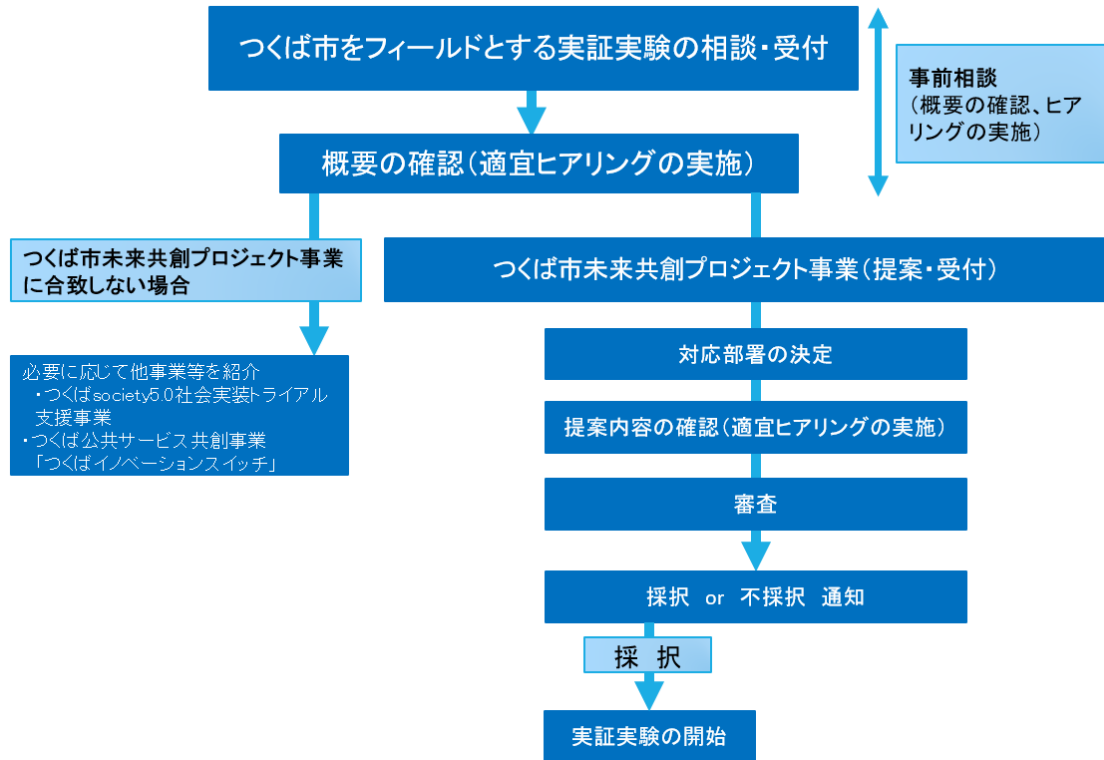 つくば市をフィールドとする実証実験の相談・受付
事前相談
(概要の確認、ヒア
リングの実施)
概要の確認(適宜ヒアリングの実施)
つくば市未来共創プロジェクト事業
に合致しない場合
つくば市未来共創プロジェクト事業(提案・受付)
必要に応じて他事業等を紹介
・つくばsociety5.0社会実装トライアル
支援事業
・つくば公共サービス共創事業
「つくばイノベーションスイッチ」
対応部署の決定
提案内容の確認(適宜ヒアリングの実施)
審査
採択 or 不採択 通知
採 択
実証実験の開始